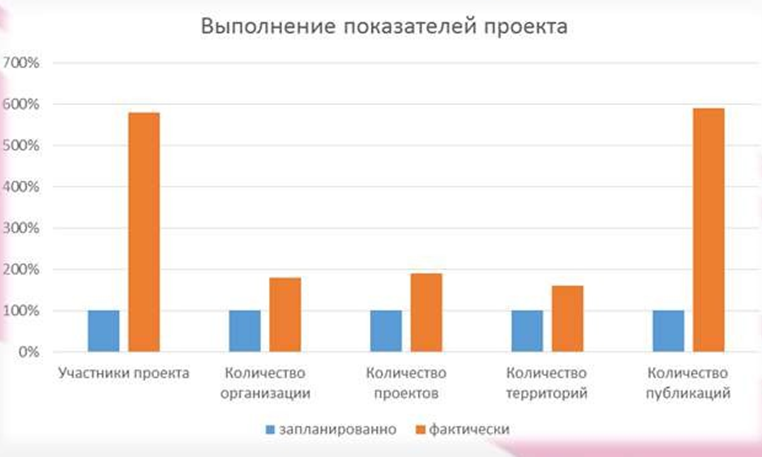 Выполнение показателей проекта
700%
600%
500%
400%
300%
200%
100%
0%
Участники проекта
Количество
организации
Количество
проектов
Количество
территорий
Количество
публикаций
запланированно
фактически